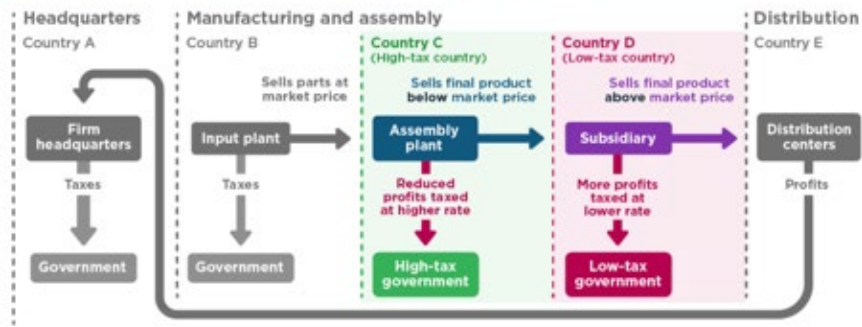 Headquarters
Country A
Manufacturing and assembly
Country B
Country C
(High-tax country)
Country D
(Low-tax country)
Distribution
Country E
Sells parts at
market price
Sells final product
below market price
Sells final product
above market price
Firm
headquarters
Input plant
Assembly
plant
Subsidiary
Distribution
centers
Taxes
Taxes
Reduced
profits taxed
at higher rate
More profits
taxed at
lower rate
Profits
Government
Government
High-tax
government
Low-tax
government